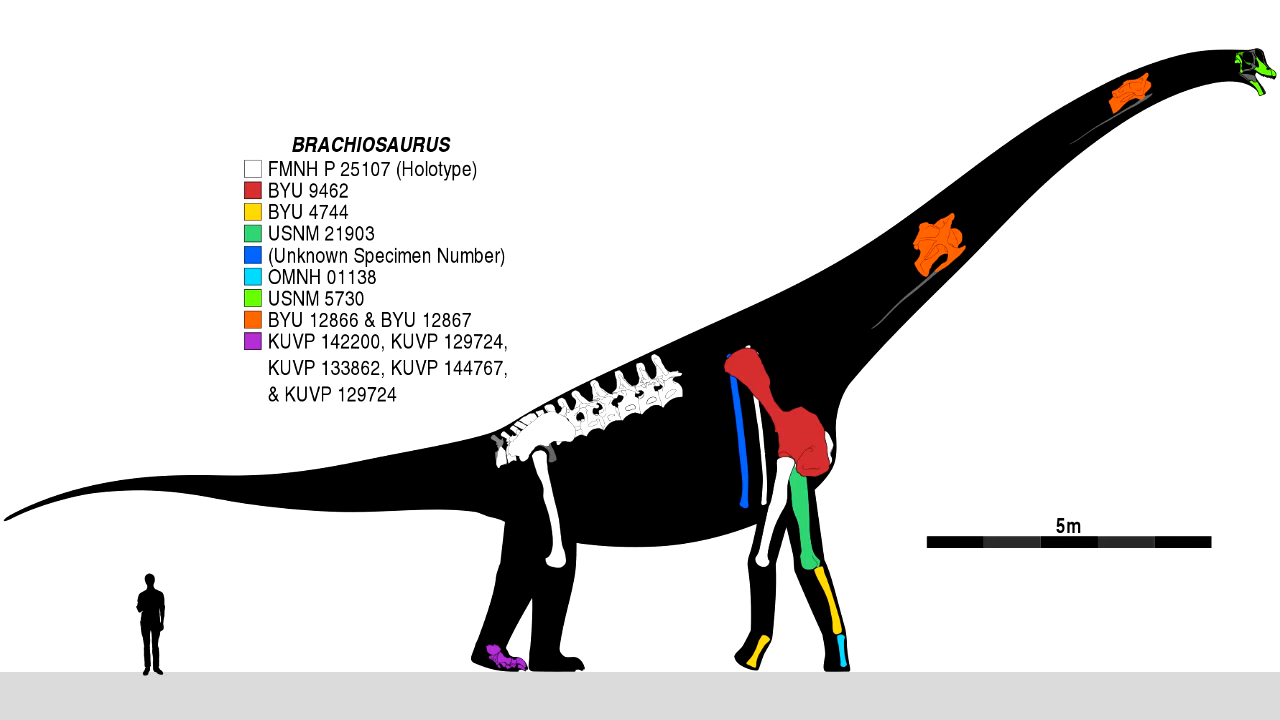 BRACHIOSAURUS
FMNH P 25107 (Holotype)
BYU 9462
BYU 4744
USNM 21903
(Unknown Specimen Number)
OMNH 01138
USNM 5730
BYU 12866 & BYU 12867
KUVP 142200, KUVP 129724,
KUVP 133862, KUVP 144767,
& KUVP 129724
5m